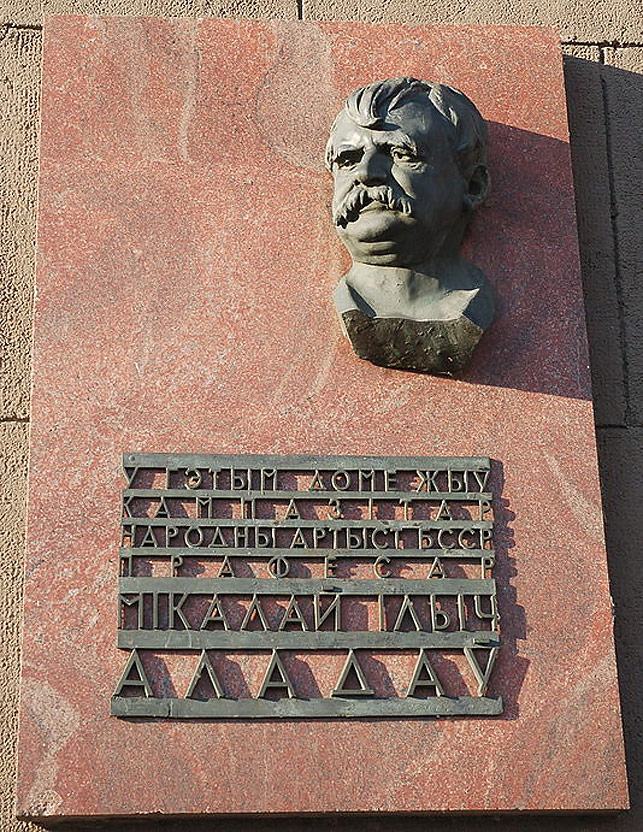 У ГЭТЫМ ДОМЕ ЖЫЎ
КАМПАЗІТАР
НАРОДНЫ АРТЫСТ БССР
ПРАФЕСАР
МІКАЛАЙ ІЛЬІЧ
АЛАДАЎ